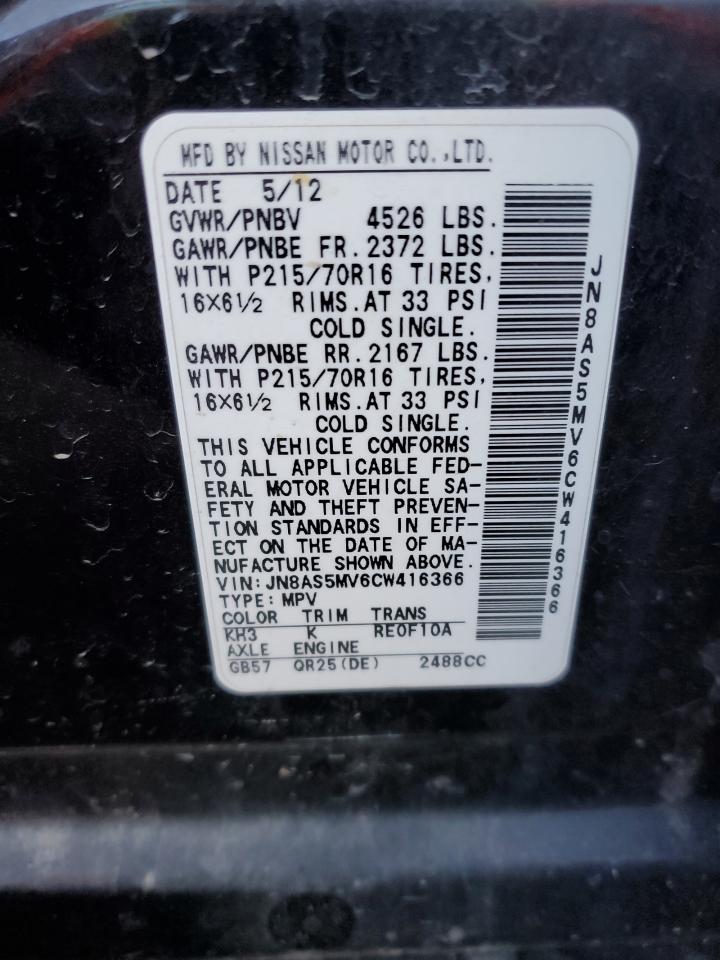 MFD BY NISSAN MOTOR CO.,LTD.
DATE 5/12
GVWR/PNBV 4526 LBS.
GAWR/PNBE FR.2372 LBS.
WITH P215/70R16 TIRES,
16X6½ RIMS.AT 33 PSI
COLD SINGLE.
GAWR/PNBE RR.2167 LBS.
WITH P215/70R16 TIRES,
16X6½ RIMS.AT 33 PSI
COLD SINGLE.
THIS VEHICLE CONFORMS
TO ALL APPLICABLE FED-
ERAL MOTOR VEHICLE SA-
FETY AND THEFT PREVEN-
TION STANDARDS IN EFF-
ECT ON THE DATE OF MA-
NUFACTURE SHOWN ABOVE.
VIN:JN8AS5MV6CW416366
TYPE:MPV
COLOR TRIM TRANS
KH3 K RE0F10A
AXLE ENGINE
GB57 QR25(DE) 2488CC
JN8AS5MV6CW416366